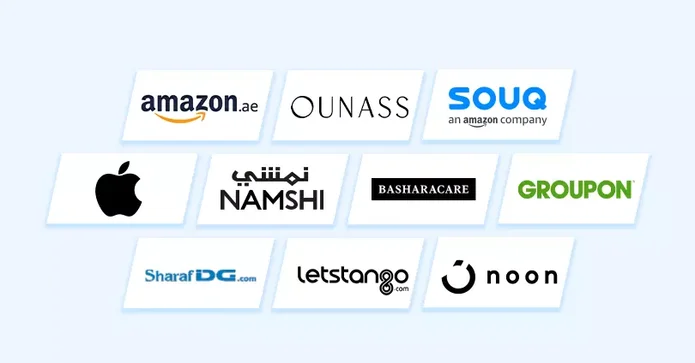 amazon.ae
OUNASS
SOUQ
an amazon company
نمشي
NAMSHI
BASHARACARE
GROUPON
SharafDG.com
letstango
.com
noon